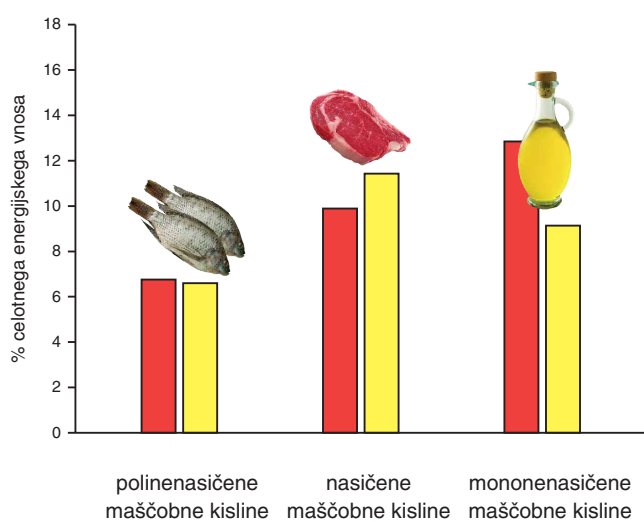 % celotnega energijskega vnosa
18
16
14
12
10
8
6
4
2
0
polinenasičene
maščobne kisline
nasičene
maščobne kisline
mononenasičene
maščobne kisline